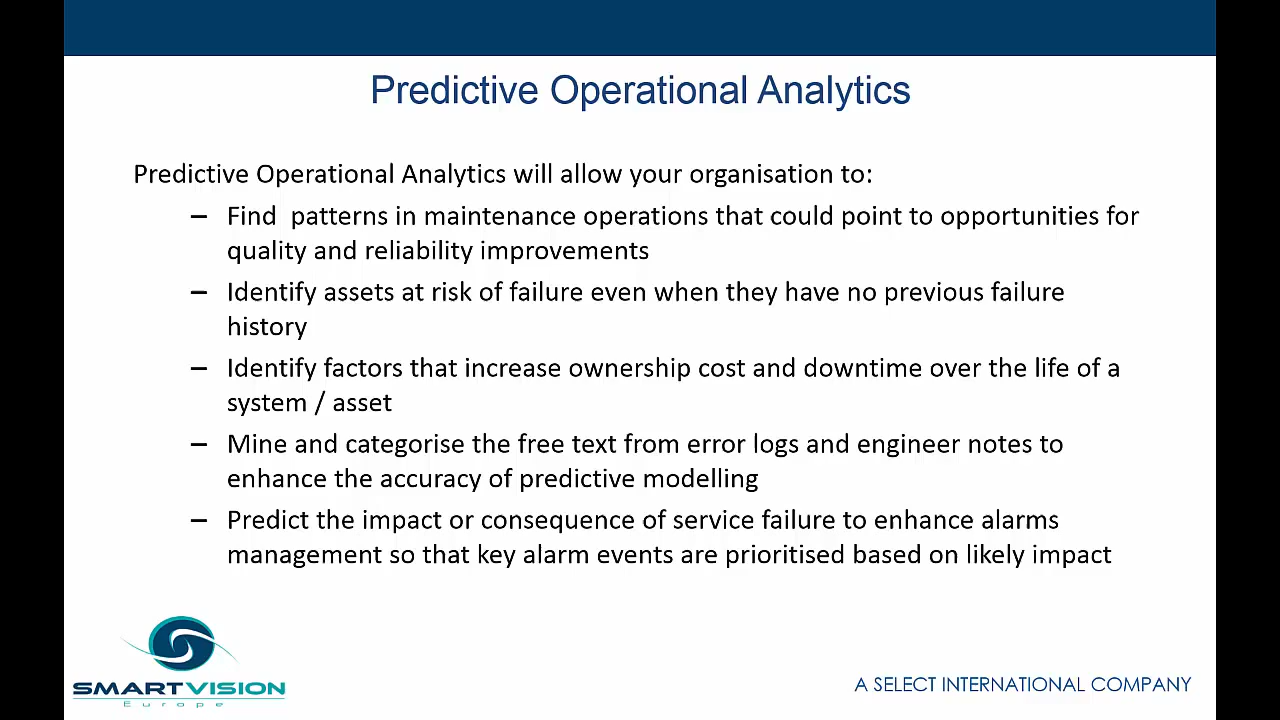 Predictive Operational Analytics
Predictive Operational Analytics will allow your organisation to:
– Find  patterns in maintenance operations that could point to opportunities for
quality and reliability improvements
– Identify assets at risk of failure even when they have no previous failure
history
– Identify factors that increase ownership cost and downtime over the life of a
system / asset
– Mine and categorise the free text from error logs and engineer notes to
enhance the accuracy of predictive modelling
– Predict the impact or consequence of service failure to enhance alarms
management so that key alarm events are prioritised based on likely impact
SMARTVISION
Europe
A SELECT INTERNATIONAL COMPANY